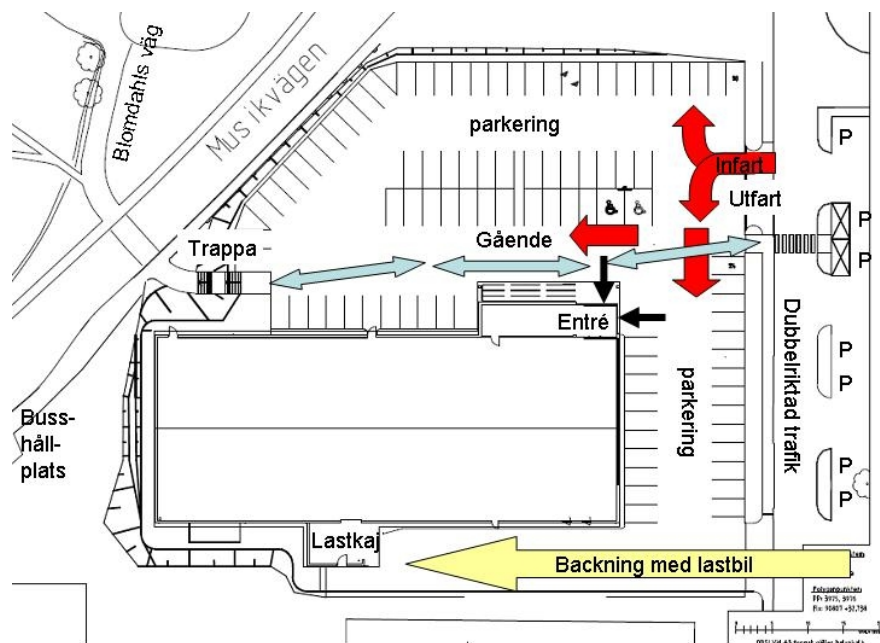 Blomdahls väg
Musikvägen
parkering
Infart
Utfart
P
P
P
Trappa
Gående
Entré
parkering
Dubbelriktad trafik
P
P
P
P
Buss-
håll-
plats
Lastkaj
Backning med lastbil
Polygonpunkter: